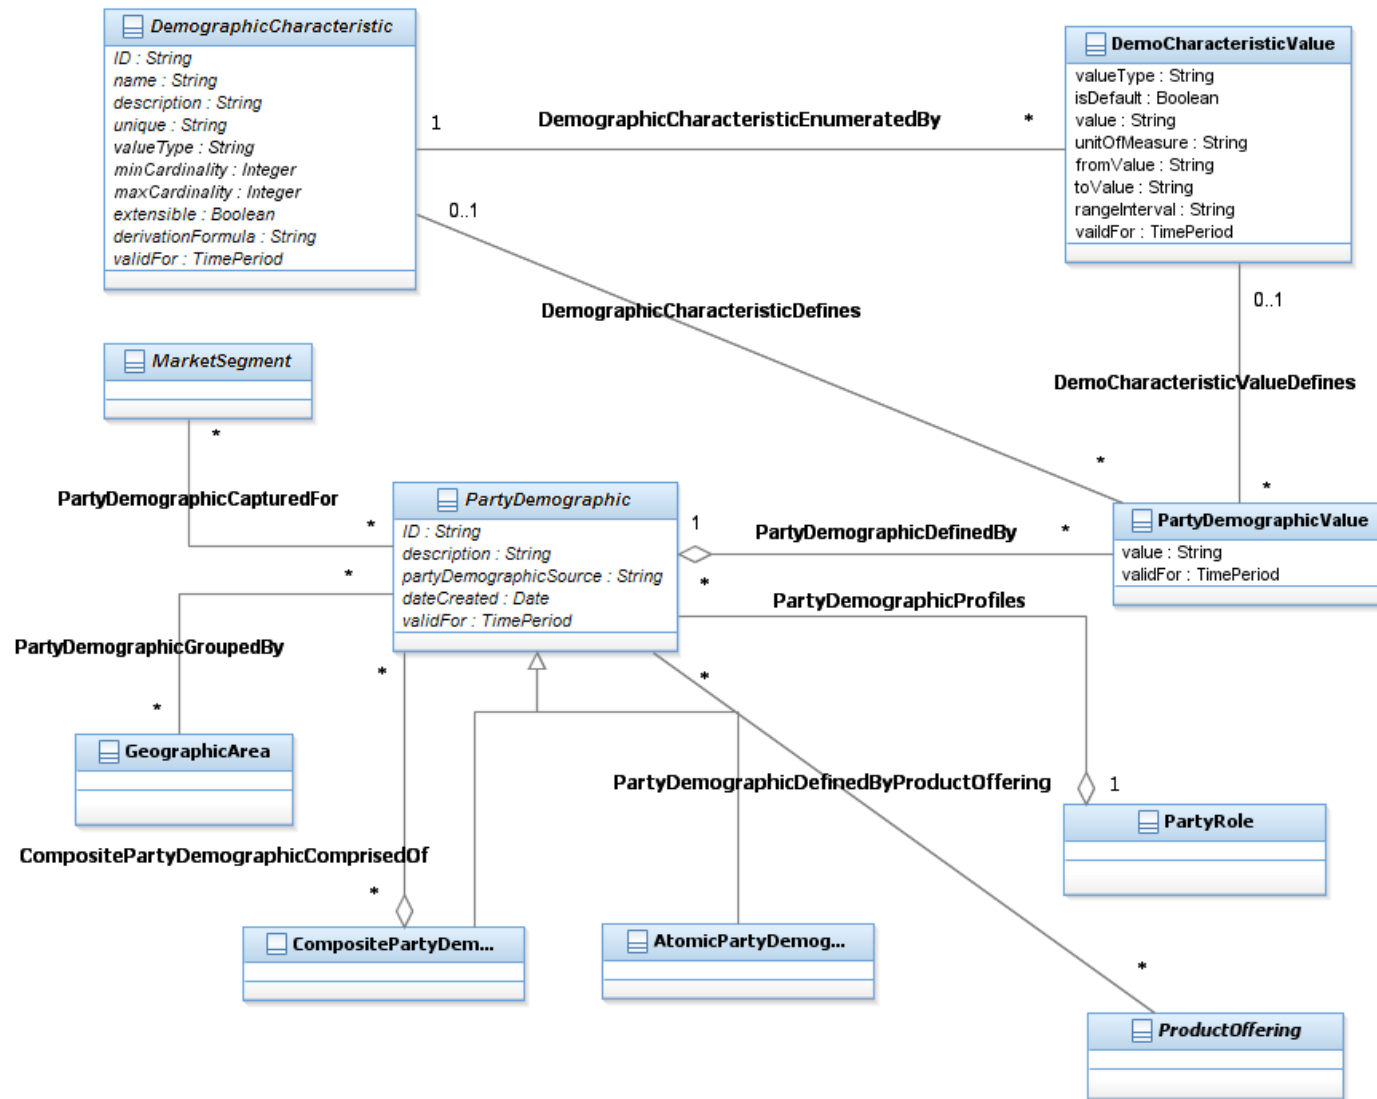 DemographicCharacteristic
ID : String
name : String
description : String
unique : String
valueType : String
minCardinality : Integer
maxCardinality : Integer
extensible : Boolean
derivationFormula : String
validFor : TimePeriod
DemoCharacteristicValue
valueType : String
isDefault : Boolean
value : String
unitOfMeasure : String
fromValue : String
toValue : String
rangeInterval : String
vaildFor : TimePeriod
1
DemographicCharacteristicEnumeratedBy
*
0..1
DemographicCharacteristicDefines
*
0..1
DemoCharacteristicValueDefines
*
MarketSegment
*
PartyDemographicCapturedFor
*
PartyDemographic
ID : String
description : String
partyDemographicSource : String
dateCreated : Date
validFor : TimePeriod
1
PartyDemographicDefinedBy
*
PartyDemographicValue
value : String
validFor : TimePeriod
*
PartyDemographicProfiles
*
PartyDemographicGroupedBy
*
*
*
GeographicArea
PartyDemographicDefinedByProductOffering
1
PartyRole
CompositePartyDemographicComprisedOf
*
CompositePartyDem...
AtomicPartyDemog...
*
ProductOffering